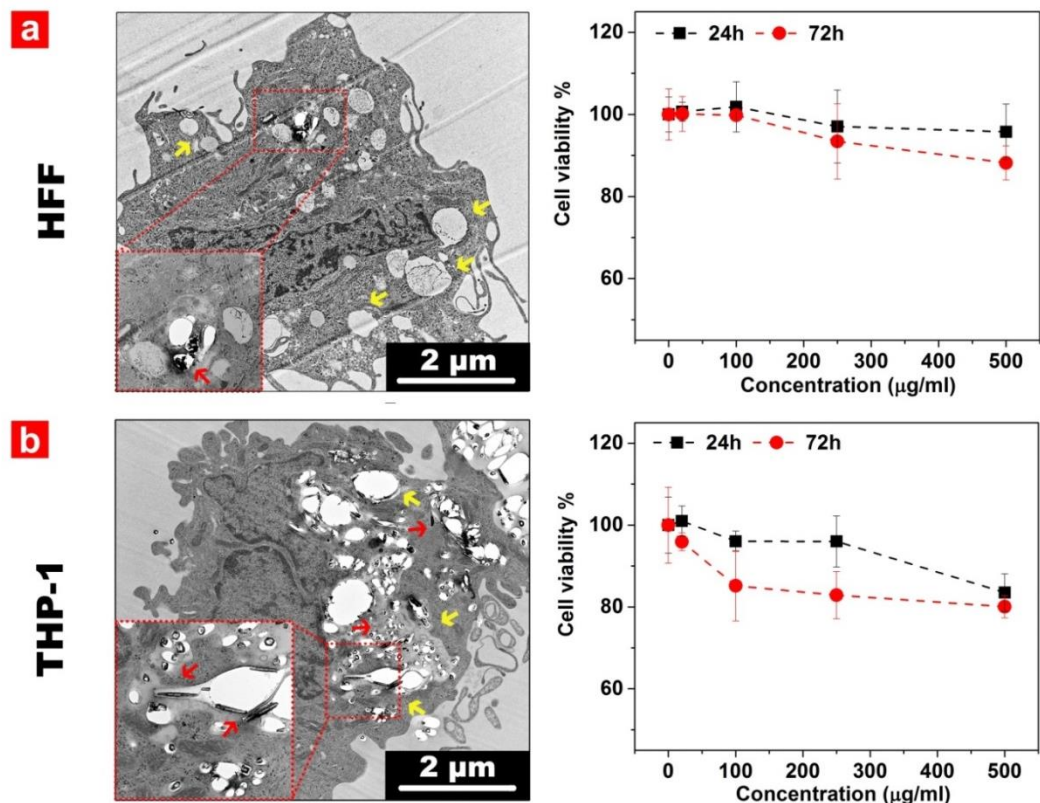 a
HFF
2 μm
24h 72h
Cell viability %
120
100
80
60
0 100 200 300 400 500
Concentration (μg/ml)
b
THP-1
2 μm
24h 72h
Cell viability %
120
100
80
60
0 100 200 300 400 500
Concentration (μg/ml)